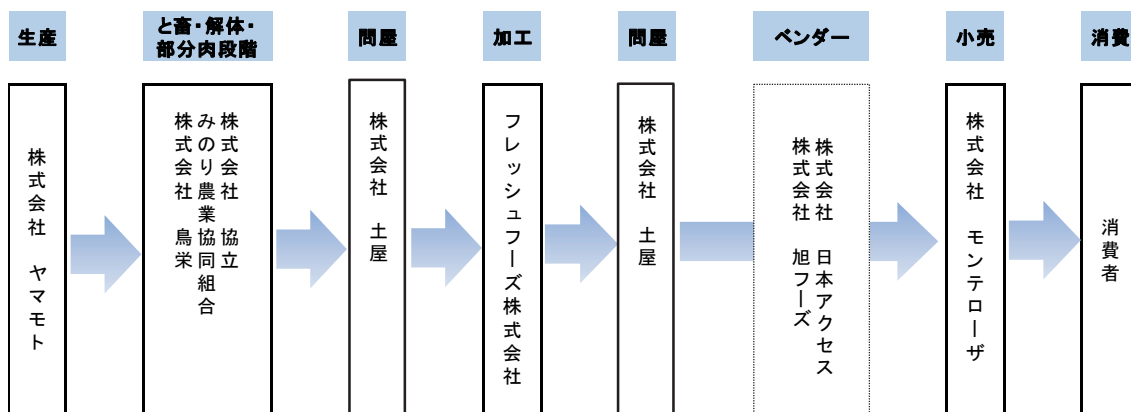 生産
と畜・解体・
部分肉段階
問屋
加工
問屋
ベンダー
小売
消費
株式会社 ヤマモト
株式会社 協立
みのり農業協同組合
株式会社 鳥栄
株式会社 土屋
フレッシュフーズ株式会社
株式会社 土屋
株式会社 日本アクセス
株式会社 旭フーズ
株式会社 モンテローザ
消費者